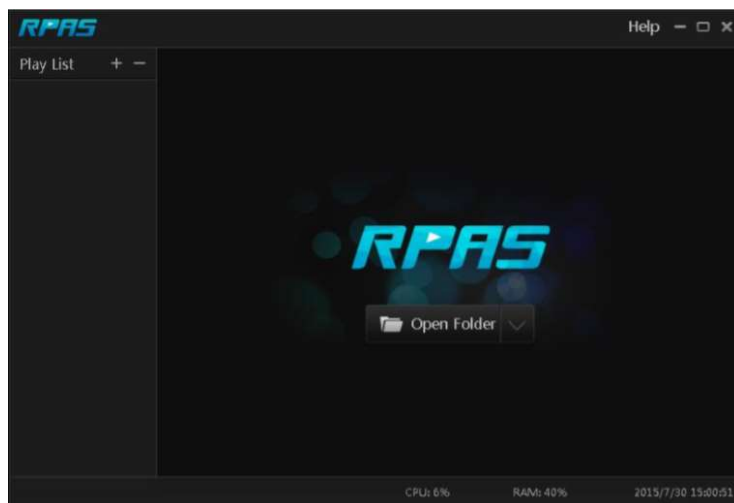 RPAS
Help
Play List + −
RPAS
Open Folder
CPU: 6% RAM: 40% 2015/7/30 15:00:51